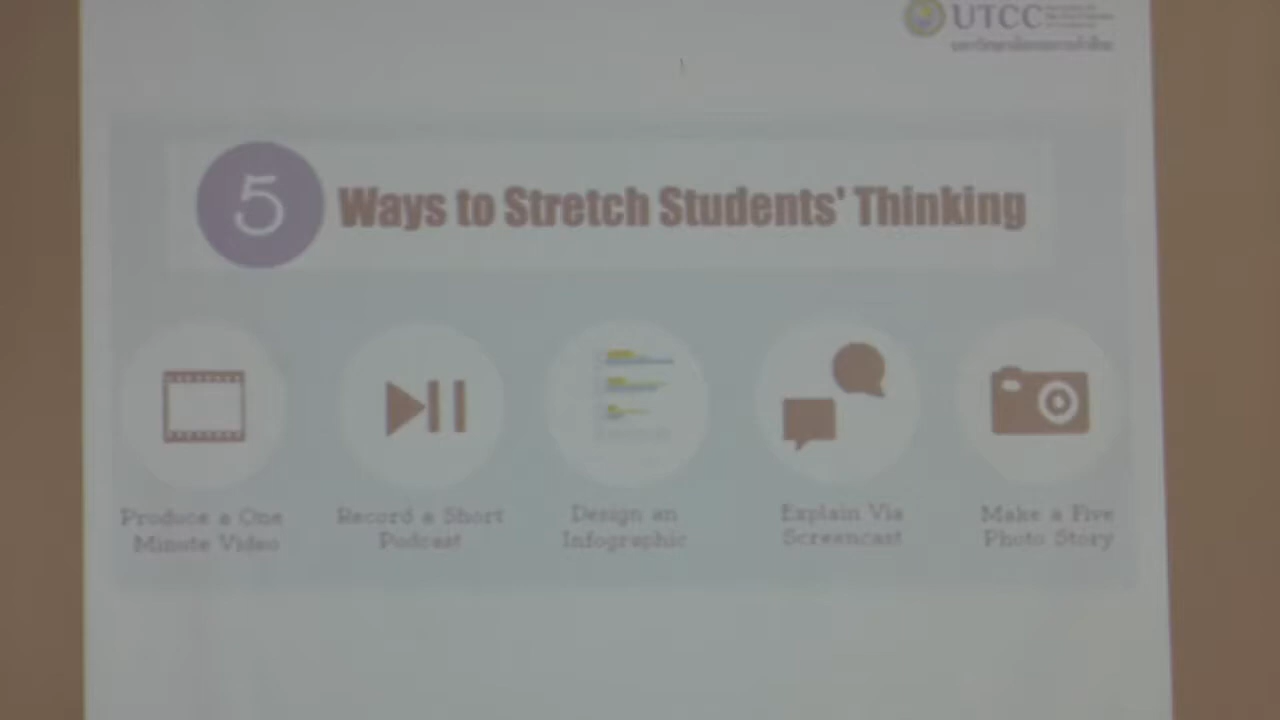 UTCC
5 Ways to Stretch Students' Thinking
Produce a One
Minute Video
Record a Short
Podcast
Design an
Infographic
Explain Via
Screencast
Make a Five
Photo Story